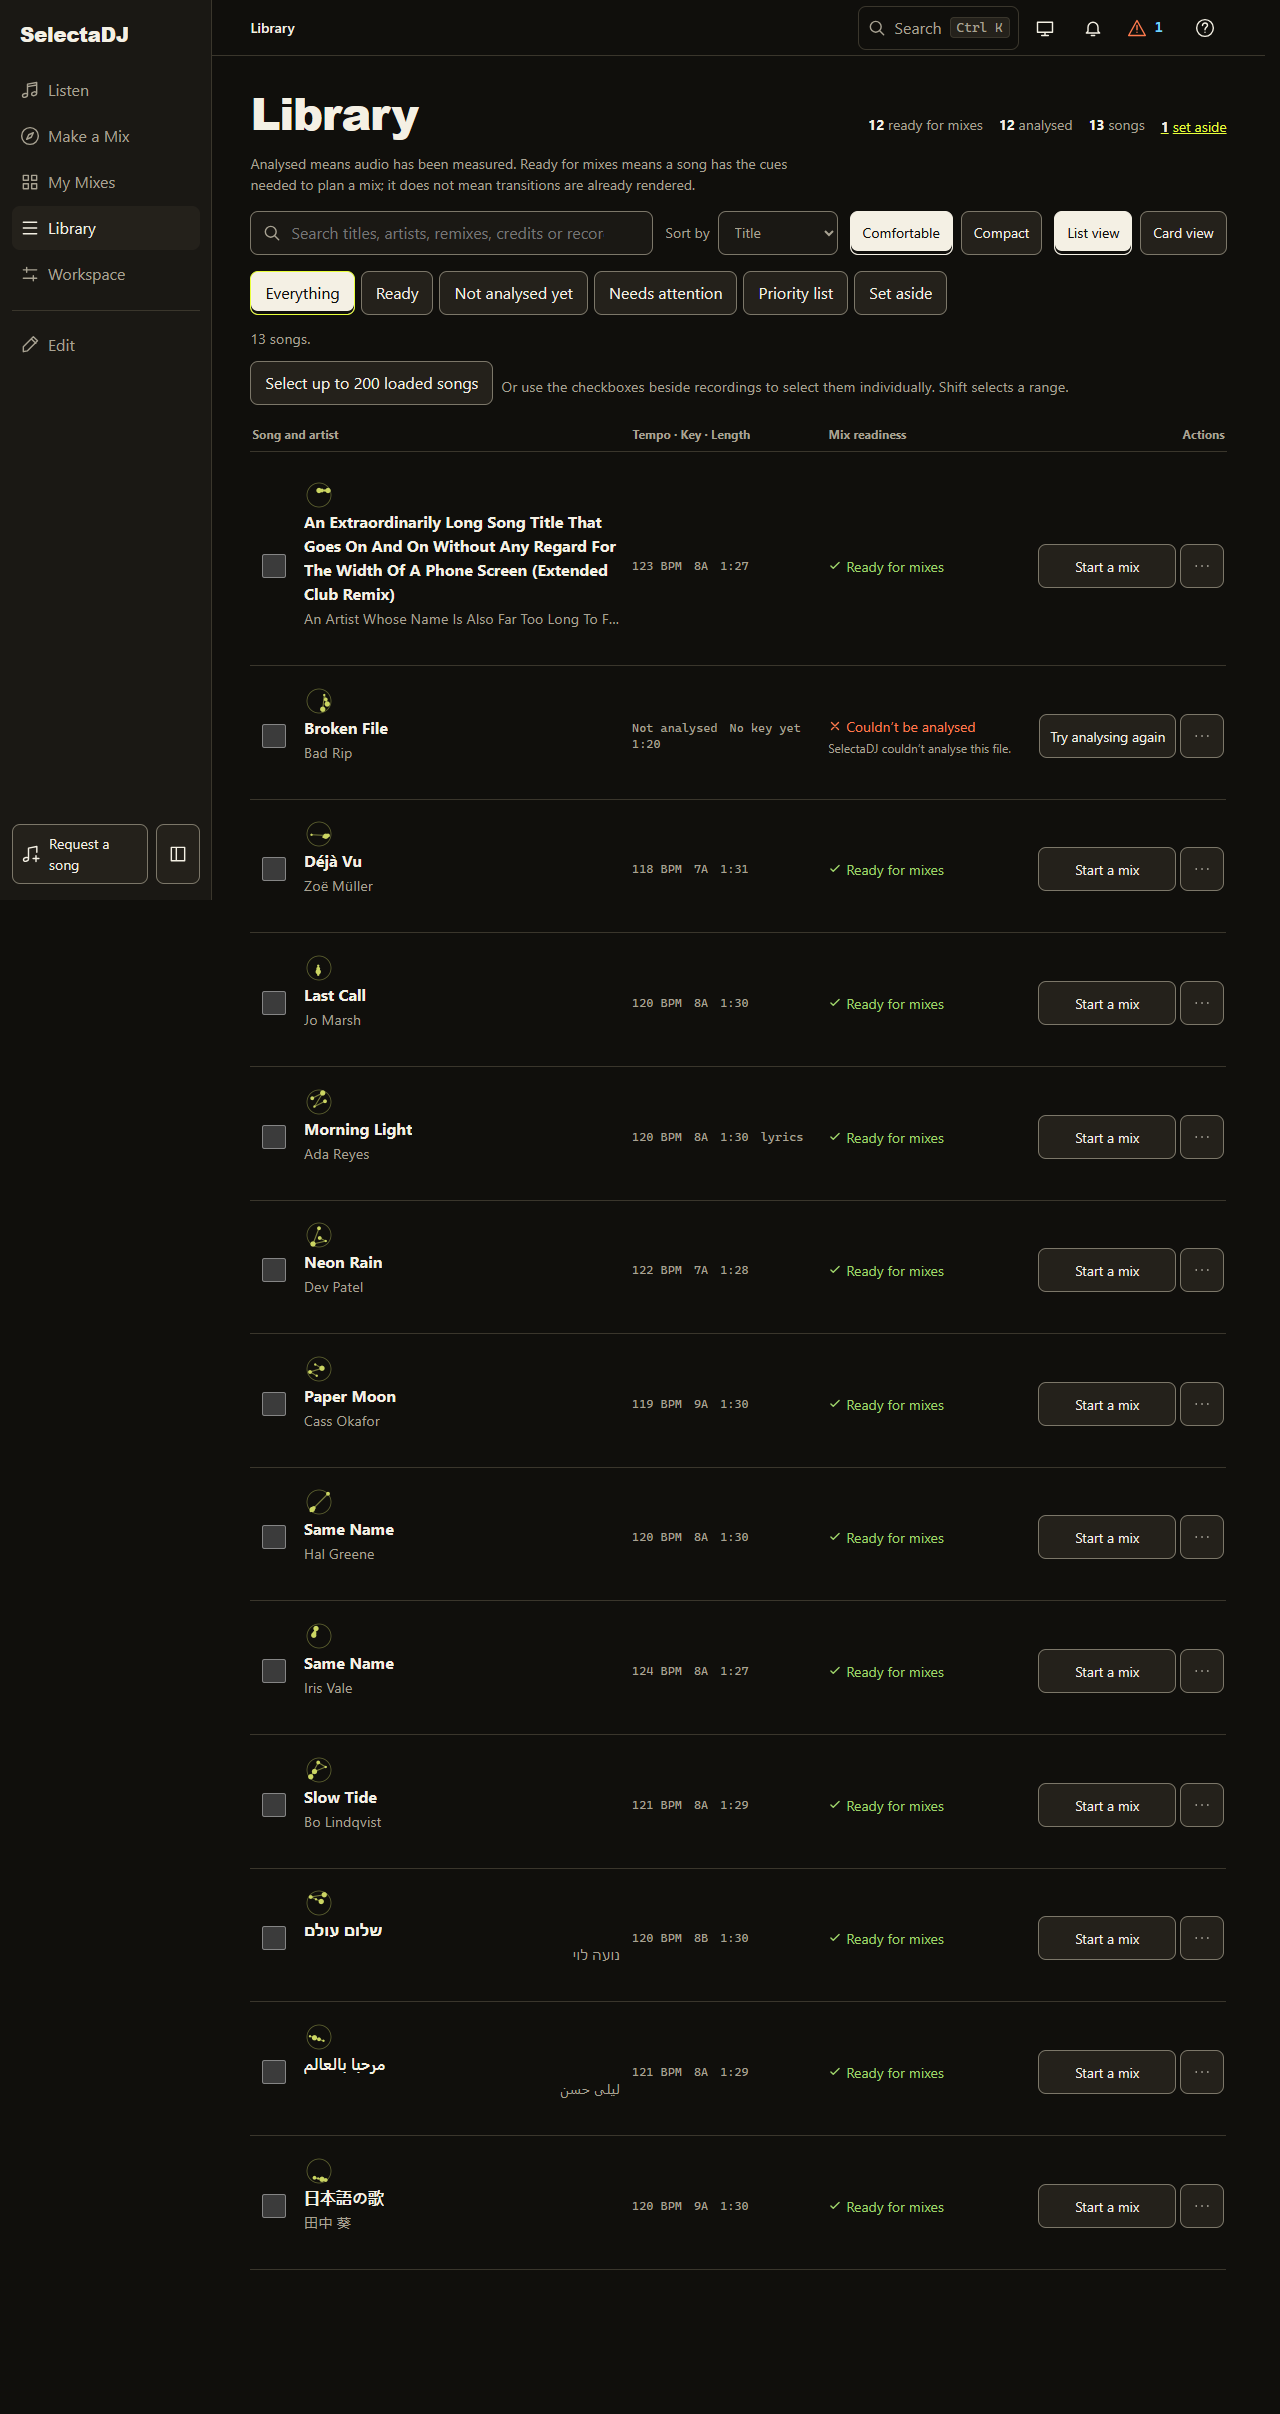 SelectaDJ
Listen
Make a Mix
My Mixes
Library
Workspace
Edit
Request a
song
Library
Search Ctrl K
1
Library
12 ready for mixes 12 analysed 13 songs 1 set aside
Analysed means audio has been measured. Ready for mixes means a song has the cues
needed to plan a mix; it does not mean transitions are already rendered.
Search titles, artists, remixes, credits or recor
Sort by Title Comfortable Compact List view Card view
Everything Ready Not analysed yet Needs attention Priority list Set aside
13 songs.
Select up to 200 loaded songs Or use the checkboxes beside recordings to select them individually. Shift selects a range.
Song and artist Tempo · Key · Length Mix readiness Actions
An Extraordinarily Long Song Title That
Goes On And On Without Any Regard For
The Width Of A Phone Screen (Extended
Club Remix)
An Artist Whose Name Is Also Far Too Long To F…
123 BPM 8A 1:27 Ready for mixes Start a mix ···
Broken File
Bad Rip
Not analysed No key yet
1:20
Couldn't be analysed
SelectaDJ couldn't analyse this file.
Try analysing again ···
Déjà Vu
Zoë Müller
118 BPM 7A 1:31 Ready for mixes Start a mix ···
Last Call
Jo Marsh
120 BPM 8A 1:30 Ready for mixes Start a mix ···
Morning Light
Ada Reyes
120 BPM 8A 1:30 lyrics Ready for mixes Start a mix ···
Neon Rain
Dev Patel
122 BPM 7A 1:28 Ready for mixes Start a mix ···
Paper Moon
Cass Okafor
119 BPM 9A 1:30 Ready for mixes Start a mix ···
Same Name
Hal Greene
120 BPM 8A 1:30 Ready for mixes Start a mix ···
Same Name
Iris Vale
124 BPM 8A 1:27 Ready for mixes Start a mix ···
Slow Tide
Bo Lindqvist
121 BPM 8A 1:29 Ready for mixes Start a mix ···
שלום עולם
נועה לוי
120 BPM 8B 1:30 Ready for mixes Start a mix ···
مرحبا بالعالم
ليلى حسن
121 BPM 8A 1:29 Ready for mixes Start a mix ···
日本語の歌
田中 葵
120 BPM 9A 1:30 Ready for mixes Start a mix ···